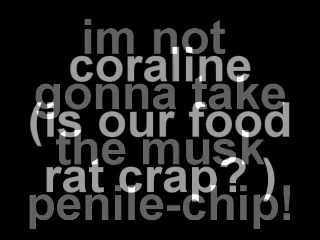 im not
coraline
gonna take
(is our food
the musk
rat crap? )
penile-chip!